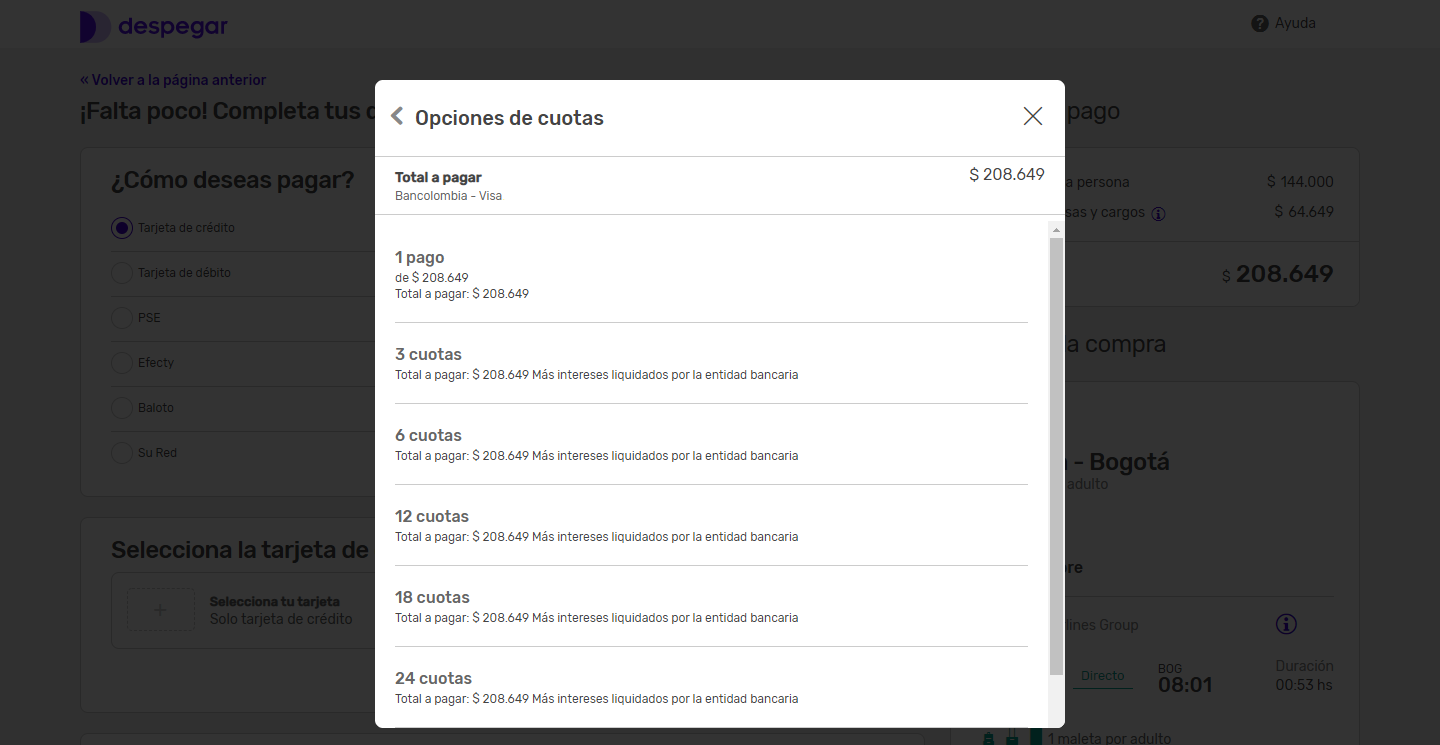 despegar
Ayuda
« Volver a la página anterior
¡Falta poco! Completa tus
pago
¿Cómo deseas pagar?
Tarjeta de crédito
Tarjeta de débito
PSE
Efecty
Baloto
Su Red
Selecciona la tarjeta de
Selecciona tu tarjeta
Solo tarjeta de crédito
Opciones de cuotas
Total a pagar
$ 208.649
Bancolombia - Visa
1 pago
de $ 208.649
Total a pagar: $ 208.649
3 cuotas
Total a pagar: $ 208.649 Más intereses liquidados por la entidad bancaria
6 cuotas
Total a pagar: $ 208.649 Más intereses liquidados por la entidad bancaria
12 cuotas
Total a pagar: $ 208.649 Más intereses liquidados por la entidad bancaria
18 cuotas
Total a pagar: $ 208.649 Más intereses liquidados por la entidad bancaria
24 cuotas
Total a pagar: $ 208.649 Más intereses liquidados por la entidad bancaria
a persona
$ 144.000
y cargos
$ 64.649
$ 208.649
a compra
- Bogotá
adulto
Group
Directo
BOG
08:01
Duración
00:53 hs
1 maleta por adulto